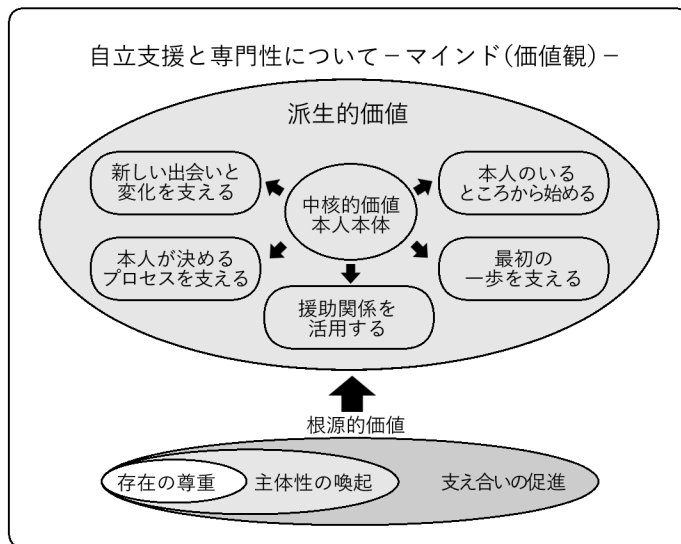 自立支援と専門性について－マインド(価値観)－
派生的価値
新しい出会いと
変化を支える
中核的価値
本人本体
本人のいる
ところから始める
本人が決める
プロセスを支える
最初の
一歩を支える
援助関係を
活用する
根源的価値
存在の尊重
主体性の喚起
支え合いの促進